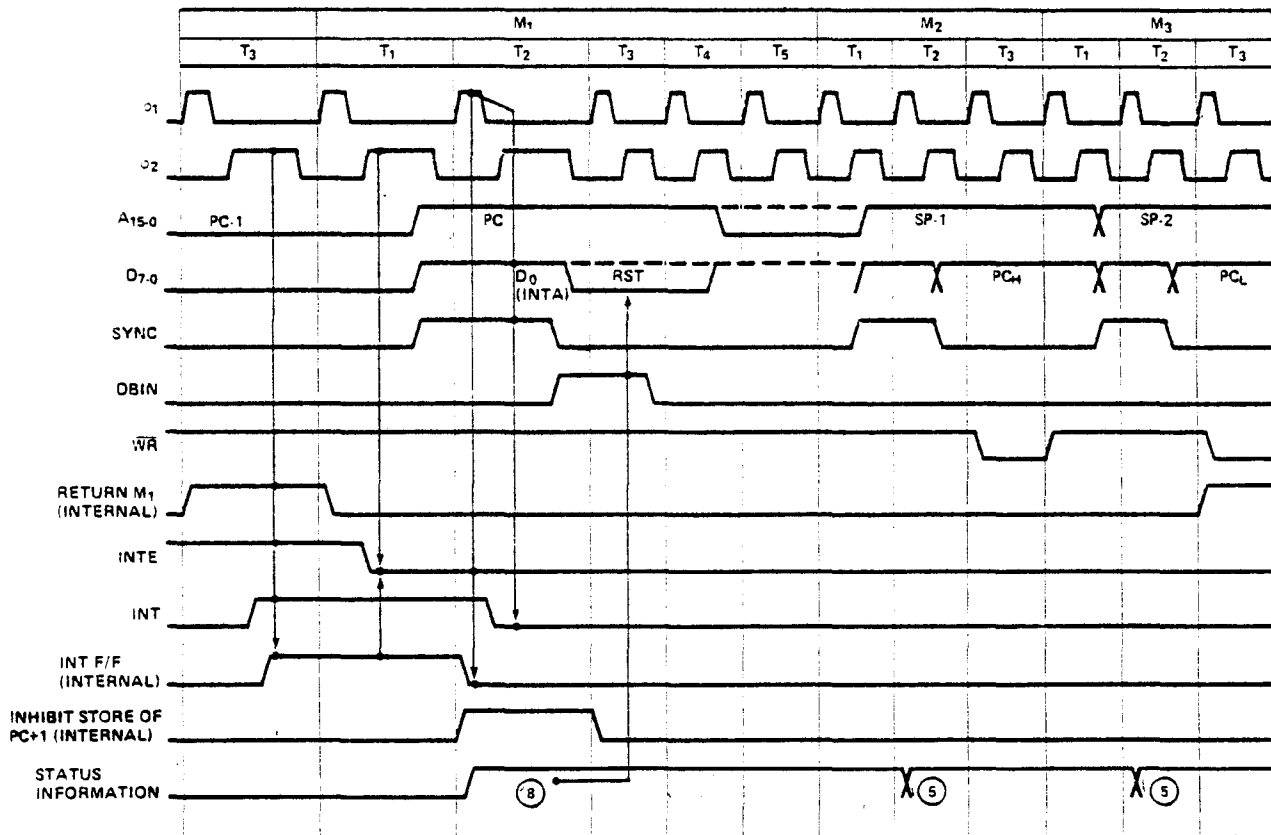 M1 M2 M3
T3 T1 T2 T3 T4 T5 T1 T2 T3 T1 T2 T3
φ1
φ2
A15-0 PC-1 PC SP-1 SP-2
D7-0 D0 (INTA) RST PCH PCL
SYNC
DBIN
W̅R̅
RETURN M1
(INTERNAL)
INTE
INT
INT F/F
(INTERNAL)
INHIBIT STORE OF
PC+1 (INTERNAL)
STATUS
INFORMATION
8 5 5